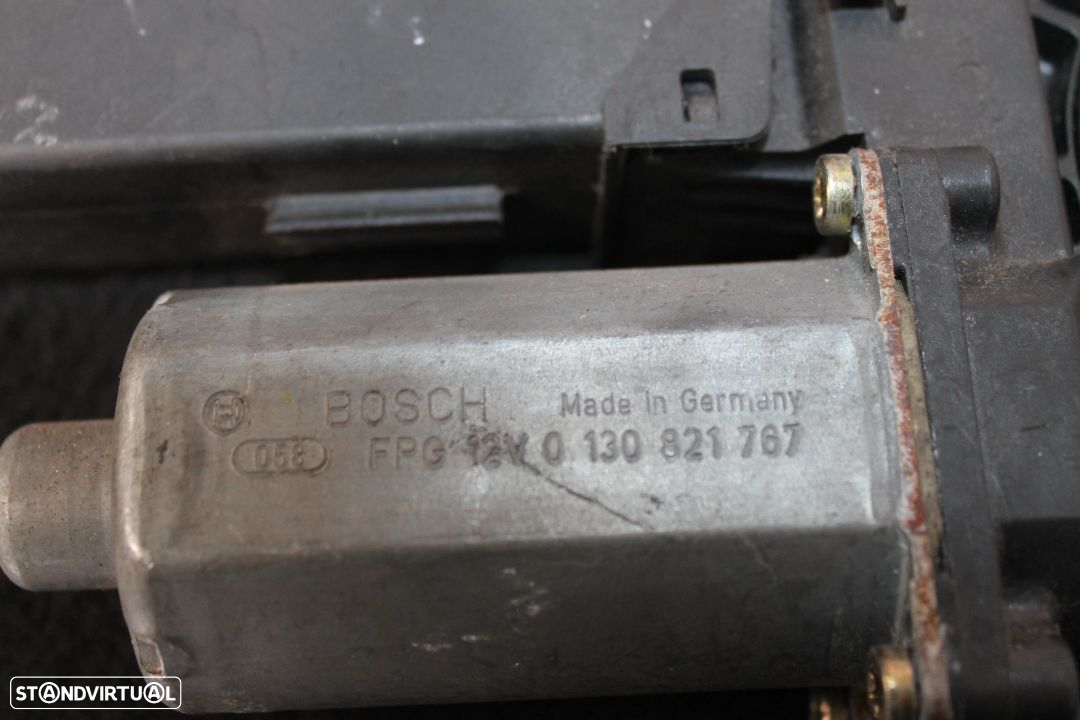 BOSCH Made in Germany
058 FPG 12V 0 130 821 767
STANDVIRTUAL